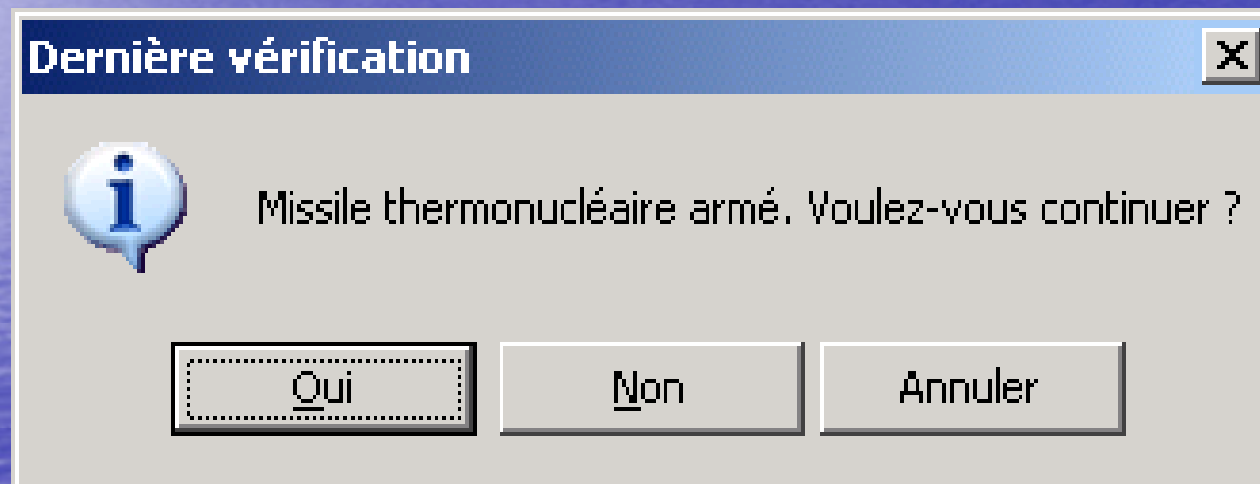 Dernière vérification
Missile thermonucléaire armé. Voulez-vous continuer ?
Oui
Non
Annuler